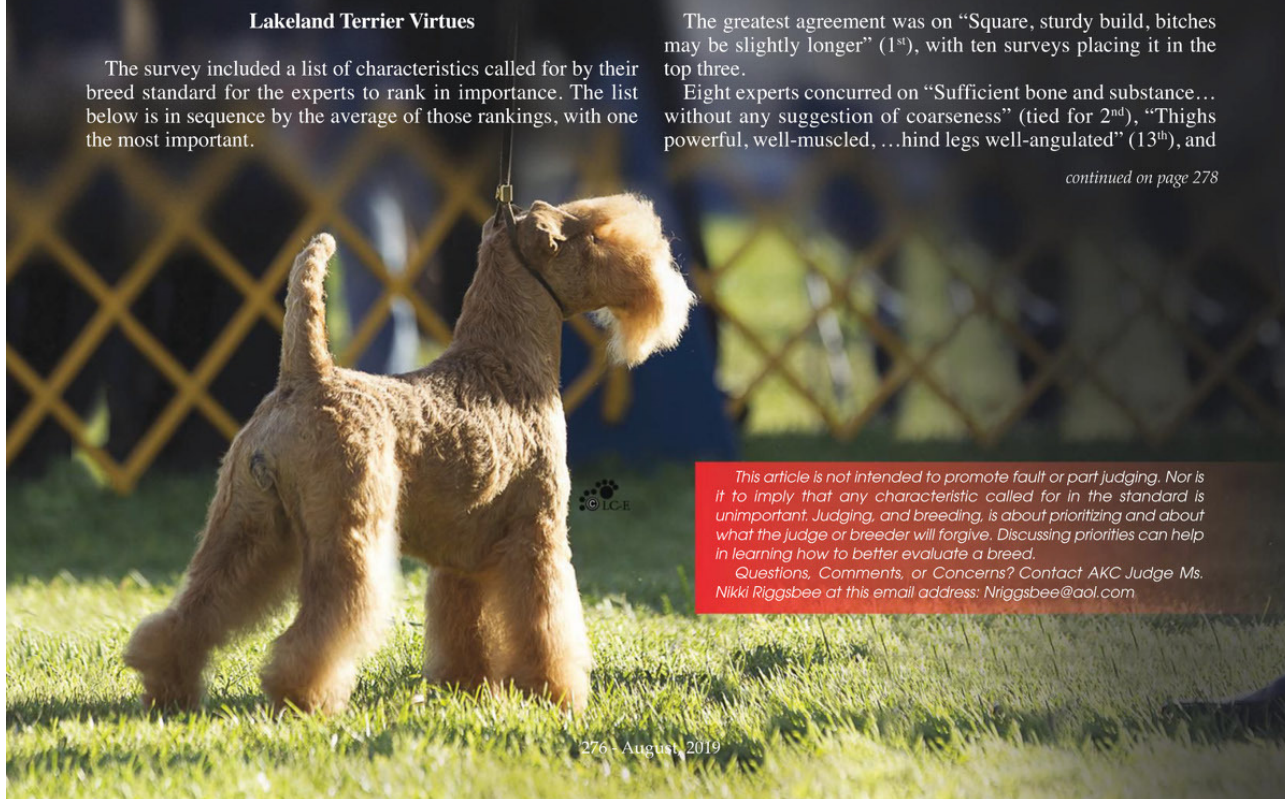 Lakeland Terrier Virtues
The survey included a list of characteristics called for by their
breed standard for the experts to rank in importance. The list
below is in sequence by the average of those rankings, with one
the most important.
The greatest agreement was on “Square, sturdy build, bitches
may be slightly longer” (1st), with ten surveys placing it in the
top three.
Eight experts concurred on “Sufficient bone and substance…
without any suggestion of coarseness” (tied for 2nd), “Thighs
powerful, well-muscled, …hind legs well-angulated” (13th), and
continued on page 278
© LC-E
This article is not intended to promote fault or part judging. Nor is
it to imply that any characteristic called for in the standard is
unimportant. Judging, and breeding, is about prioritizing and about
what the judge or breeder will forgive. Discussing priorities can help
in learning how to better evaluate a breed.
Questions, Comments, or Concerns? Contact AKC Judge Ms.
Nikki Riggsbee at this email address: Nriggsbee@aol.com
276 - August, 2019